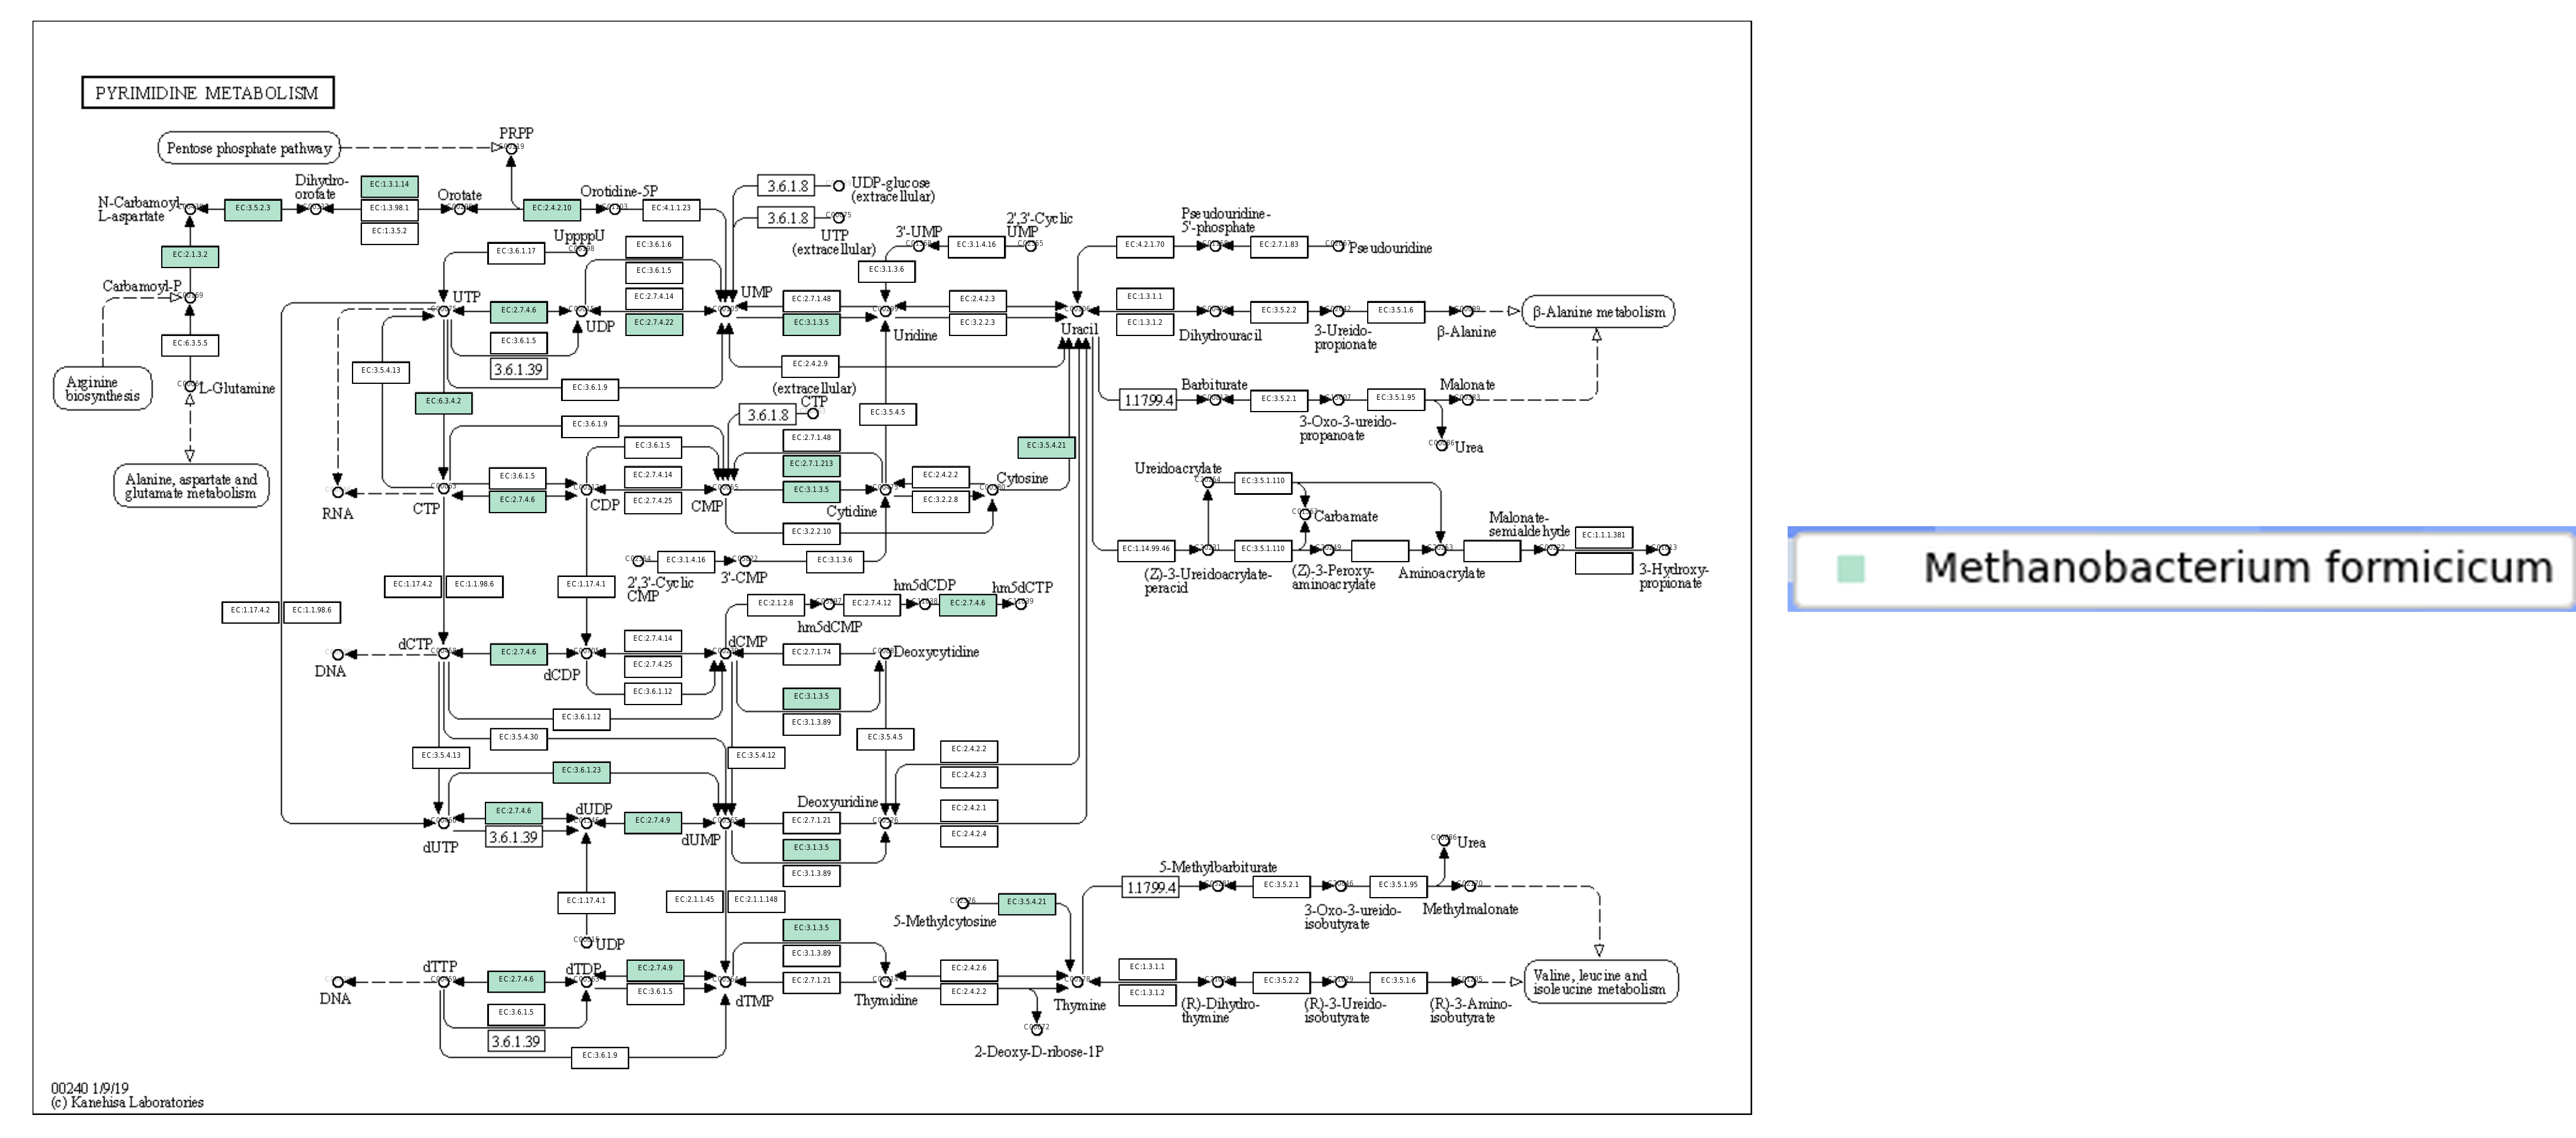 PYRIMIDINE METABOLISM
Pentose phosphate pathway
PRPP
N-Carbamoyl-
L-aspartate
EC:3.5.2.3
Dihydro-
orotate
EC:1.3.1.14
EC:1.3.98.1
EC:1.3.5.2
Orotate
EC:2.4.2.10
Orotidine-5P
EC:4.1.1.23
3.6.1.8
UDP-glucose
(extracellular)
3.6.1.8
UTP
(extracellular)
EC:2.1.3.2
Carbamoyl-P
EC:6.3.5.5
Arginine
biosynthesis
L-Glutamine
Alanine, aspartate and
glutamate metabolism
UppppU
EC:3.6.1.17
EC:3.6.1.6
EC:3.6.1.5
UTP
EC:2.7.4.6
UDP
EC:2.7.4.14
EC:2.7.4.22
UMP
EC:3.6.1.5
3.6.1.39
EC:3.6.1.9
3'-UMP
EC:3.1.4.16
2',3'-Cyclic
UMP
EC:3.1.3.6
EC:2.7.1.48
EC:3.1.3.5
Uridine
EC:2.4.2.3
EC:3.2.2.3
Uracil
EC:2.4.2.9
EC:4.2.1.70
Pseudouridine-
5'-phosphate
EC:2.7.1.83
Pseudouridine
EC:1.3.1.1
EC:1.3.1.2
Dihydrouracil
EC:3.5.2.2
3-Ureido-
propionate
EC:3.5.1.6
β-Alanine
β-Alanine metabolism
1.1799.4
Barbiturate
EC:3.5.2.1
3-Oxo-3-ureido-
propanoate
EC:3.5.1.95
Malonate
Urea
EC:3.5.4.13
EC:6.3.4.2
(extracellular)
CTP
3.6.1.8
EC:3.5.4.5
EC:3.6.1.9
EC:3.6.1.5
EC:2.7.1.48
EC:2.7.1.213
EC:3.1.3.5
EC:3.5.4.21
RNA
CTP
EC:3.6.1.5
EC:2.7.4.6
CDP
EC:2.7.4.14
EC:2.7.4.25
CMP
Cytidine
EC:2.4.2.2
EC:3.2.2.8
Cytosine
EC:3.2.2.10
2',3'-Cyclic
CMP
EC:3.1.4.16
3'-CMP
EC:3.1.3.6
Ureidoacrylate
EC:3.5.1.110
Carbamate
EC:1.14.99.46
(Z)-3-Ureidoacrylate-
peracid
EC:3.5.1.110
(Z)-3-Peroxy-
aminoacrylate
Aminoacrylate
Malonate-
semialdehyde
EC:1.1.1.381
3-Hydroxy-
propionate
EC:1.17.4.2
EC:1.1.98.6
EC:1.17.4.1
EC:1.17.4.2
EC:1.1.98.6
EC:2.1.2.8
hm5dCMP
EC:2.7.4.12
hm5dCDP
EC:2.7.4.6
hm5dCTP
DNA
dCTP
EC:2.7.4.6
dCDP
EC:2.7.4.14
EC:2.7.4.25
EC:3.6.1.12
dCMP
EC:2.7.1.74
Deoxycytidine
EC:3.1.3.5
EC:3.1.3.89
EC:3.6.1.12
EC:3.5.4.30
EC:3.5.4.13
EC:3.5.4.12
EC:3.5.4.5
EC:2.4.2.2
EC:2.4.2.3
EC:3.6.1.23
dUTP
EC:2.7.4.6
3.6.1.39
dUDP
EC:2.7.4.9
dUMP
EC:2.7.1.21
Deoxyuridine
EC:2.4.2.1
EC:2.4.2.4
EC:3.1.3.5
EC:3.1.3.89
EC:1.17.4.1
UDP
EC:2.1.1.45
EC:2.1.1.148
5-Methylcytosine
EC:3.5.4.21
1.1799.4
5-Methylbarbiturate
EC:3.5.2.1
3-Oxo-3-ureido-
isobutyrate
EC:3.5.1.95
Methylmalonate
Urea
EC:3.1.3.5
EC:3.1.3.89
EC:2.7.1.21
DNA
dTTP
EC:2.7.4.6
dTDP
EC:2.7.4.9
EC:3.6.1.5
dTMP
Thymidine
EC:2.4.2.6
EC:2.4.2.2
Thymine
2-Deoxy-D-ribose-1P
EC:1.3.1.1
EC:1.3.1.2
(R)-Dihydro-
thymine
EC:3.5.2.2
(R)-3-Ureido-
isobutyrate
EC:3.5.1.6
(R)-3-Amino-
isobutyrate
Valine, leucine and
isoleucine metabolism
EC:3.6.1.5
3.6.1.39
EC:3.6.1.9
00240 1/9/19
(c) Kanehisa Laboratories
Methanobacterium formicicum